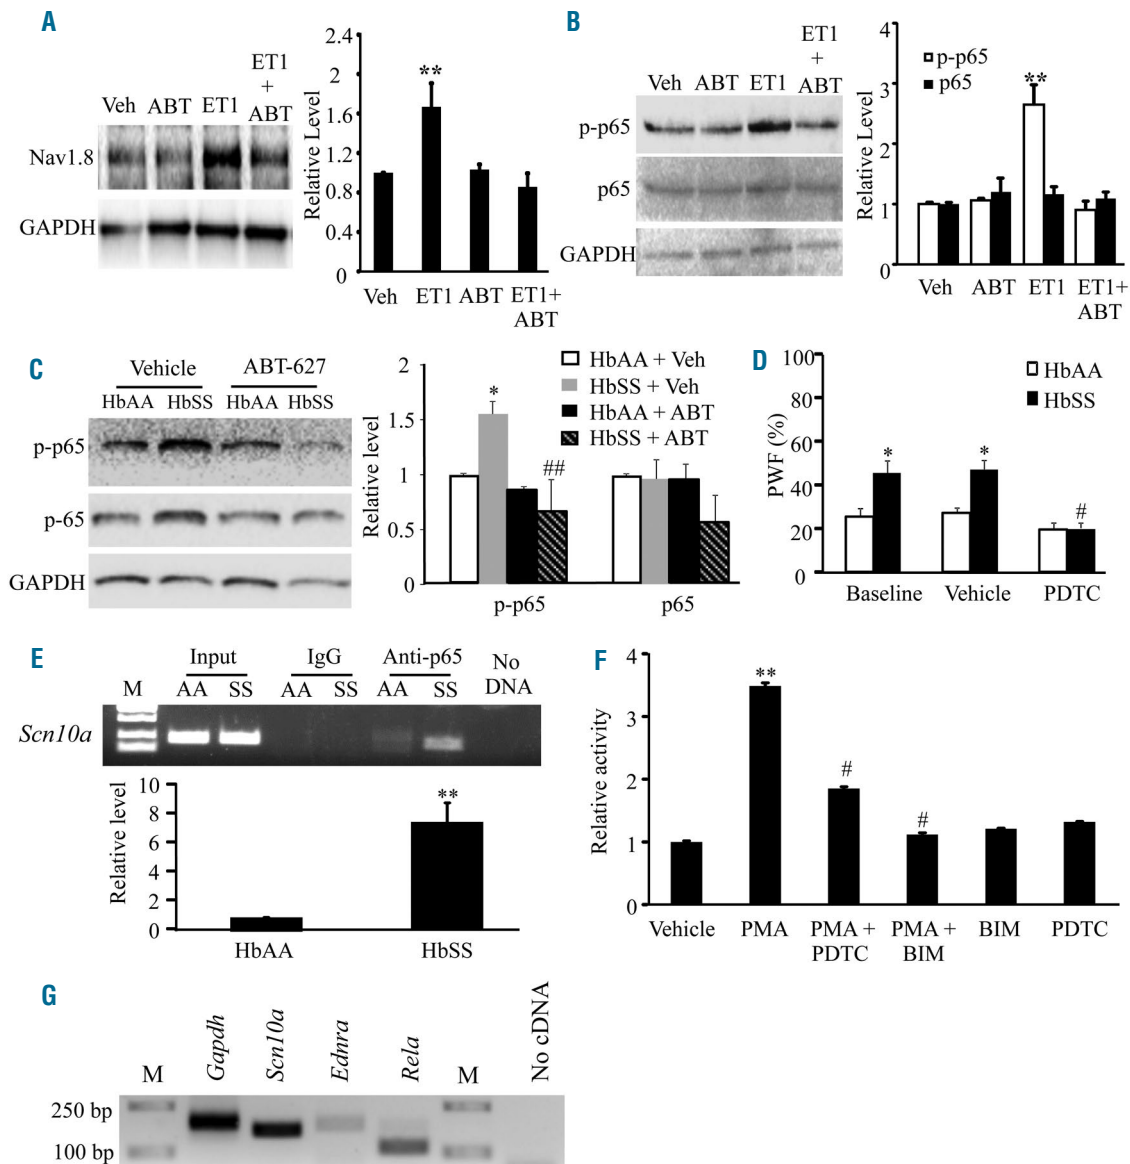 A
Veh ABT ET1 ET1
+
ABT
Nav1.8
GAPDH
Relative Level
2.4
2
1.6
1.2
0.8
0.4
0
**
Veh ET1 ABT ET1+
ABT
B
Veh ABT ET1 ET1
+
ABT
p-p65
p65
GAPDH
Relative Level
4
3
2
1
0
p-p65
p65
**
Veh ABT ET1 ET1+
ABT
C
Vehicle ABT-627
HbAA HbSS HbAA HbSS
p-p65
p-65
GAPDH
Relative level
2
1.5
1
0.5
0
HbAA + Veh
HbSS + Veh
HbAA + ABT
HbSS + ABT
*
##
p-p65 p65
D
PWF (%)
100
80
60
40
20
0
HbAA
HbSS
* * #
Baseline Vehicle PDTC
E
Input IgG Anti-p65 No
DNA
M AA SS AA SS AA SS
Scn10a
Relative level
10
8
6
4
2
0
**
HbAA HbSS
F
Relative activity
4
3
2
1
0
**
#
#
Vehicle PMA PMA + PMA + BIM PDTC
PDTC BIM
G
M Gapdh Scn10a Ednra Rela M No cDNA
250 bp
100 bp